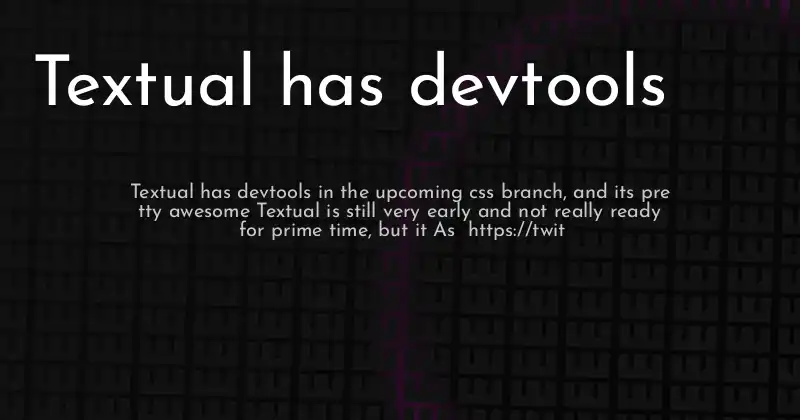 Textual has devtools
Textual has devtools in the upcoming css branch, and its pre
tty awesome Textual is still very early and not really ready
for prime time, but it As  https://twit